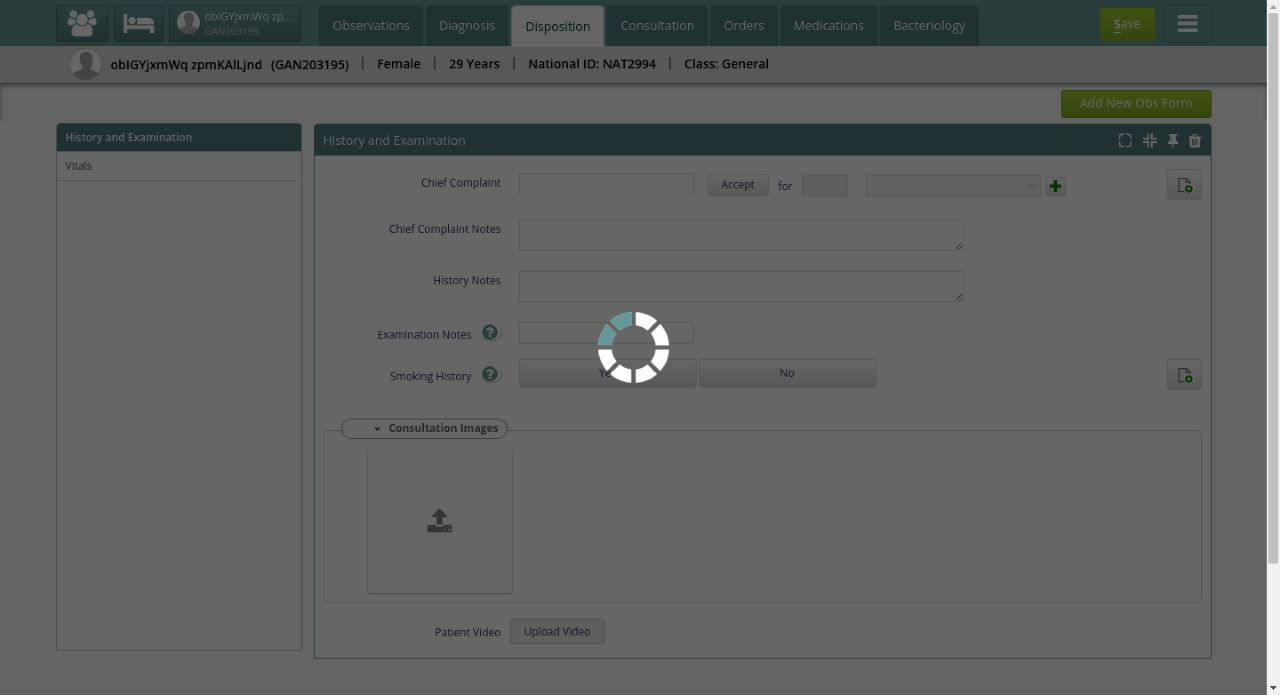 obIGYjxmWq zp...
GAN203195
Observations
Diagnosis
Disposition
Consultation
Orders
Medications
Bacteriology
Save
obIGYjxmWq zpmKAlLjnd (GAN203195) | Female | 29 Years | National ID: NAT2994 | Class: General
Add New Obs Form
History and Examination
Vitals
History and Examination
Chief Complaint
Accept
for
Chief Complaint Notes
History Notes
Examination Notes
Smoking History
No
Consultation Images
Patient Video
Upload Video